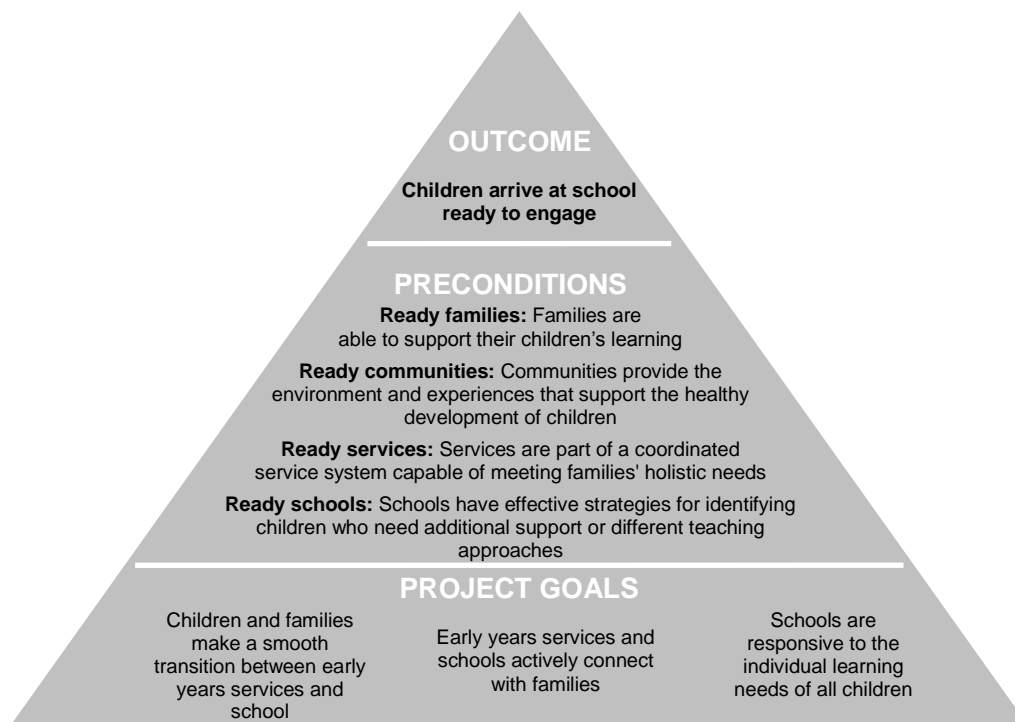 OUTCOME
Children arrive at school
ready to engage
PRECONDITIONS
Ready families: Families are
able to support their children’s learning
Ready communities: Communities provide the
environment and experiences that support the healthy
development of children
Ready services: Services are part of a coordinated
service system capable of meeting families' holistic needs
Ready schools: Schools have effective strategies for identifying
children who need additional support or different teaching
approaches
PROJECT GOALS
Children and families
make a smooth
transition between early
years services and
school
Early years services and
schools actively connect
with families
Schools are
responsive to the
individual learning
needs of all children